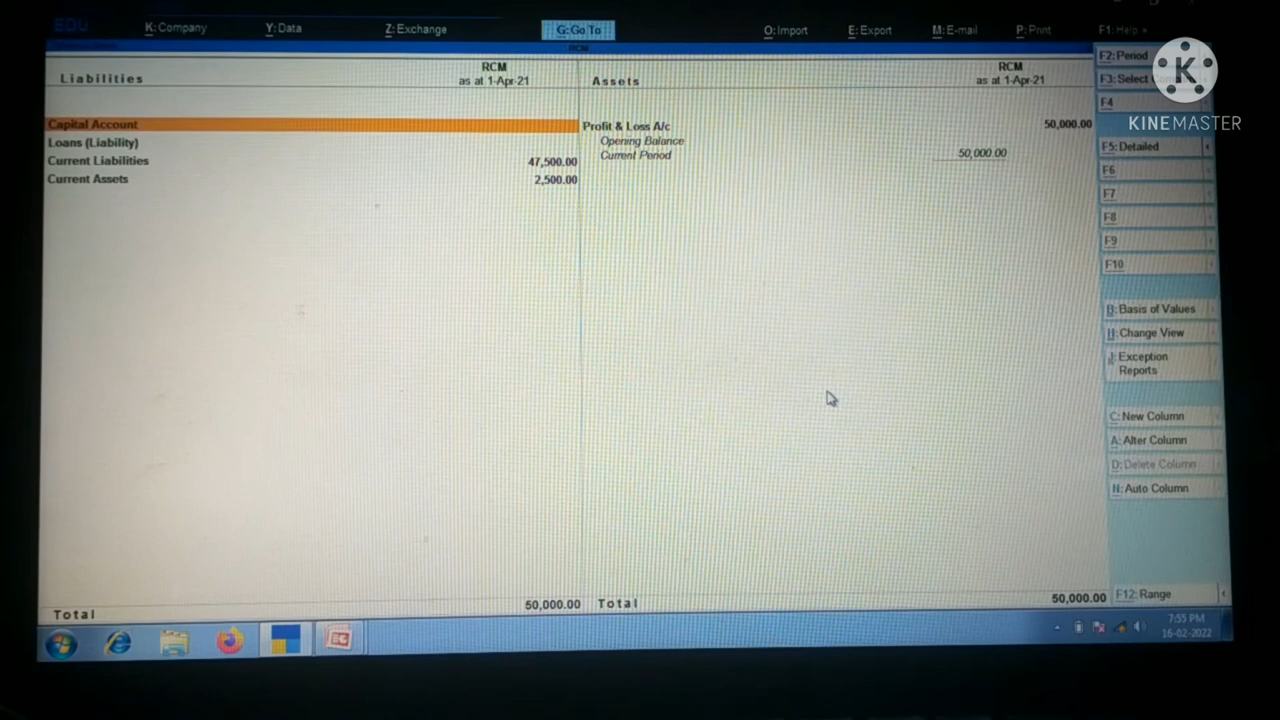 EDU
K:Company Y:Data Z:Exchange G:Go To O:Import E:Export M:E-mail P:Print F1:Help
RCM
Liabilities RCM
as at 1-Apr-21
Assets RCM
as at 1-Apr-21
Capital Account
Loans (Liability)
Current Liabilities 47,500.00
Current Assets 2,500.00
Profit & Loss A/c 50,000.00
Opening Balance
Current Period 50,000.00
Total 50,000.00
Total 50,000.00
F2: Period
F3: Select
F4
F5: Detailed
F6
F7
F8
F9
F10
B: Basis of Values
H: Change View
J: Exception
Reports
C: New Column
A: Alter Column
D: Delete Column
N: Auto Column
F12: Range
K
KINEMASTER
7:55 PM
16-02-2022